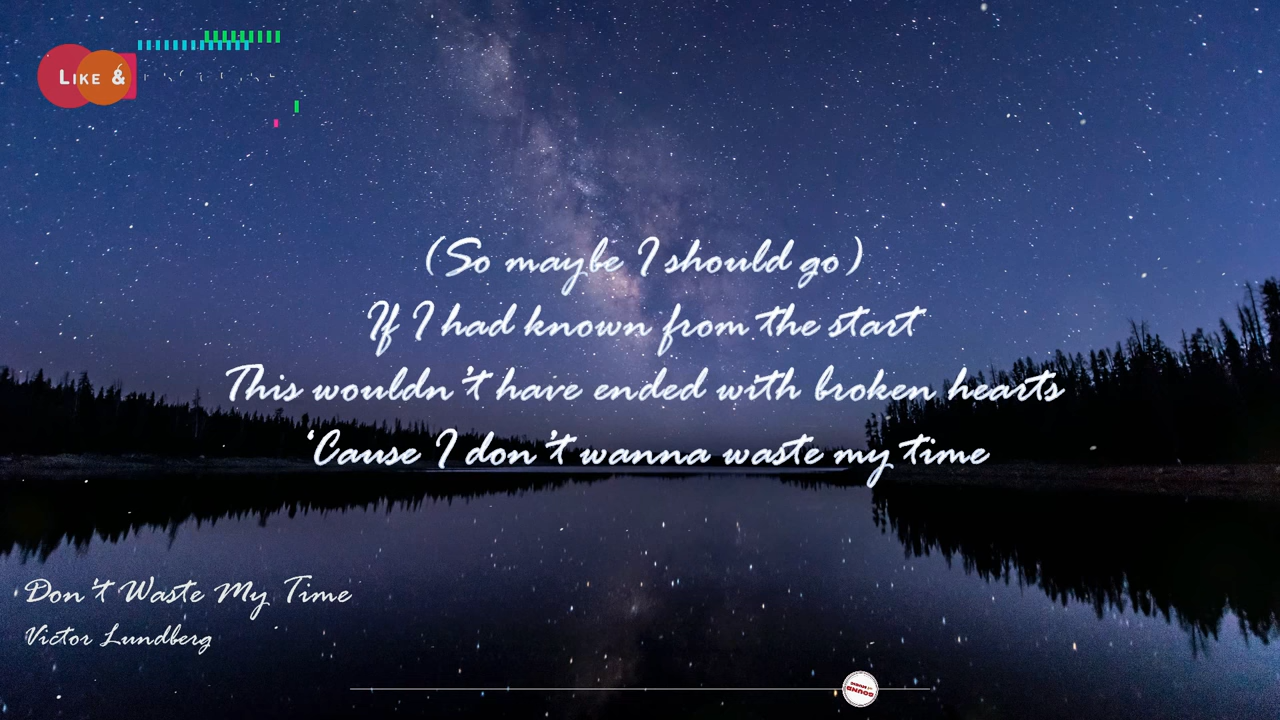 Like &
(So maybe I should go)
If I had known from the start
This wouldn't have ended with broken hearts
'Cause I don't wanna waste my time
Don't Waste My Time
Victor Lundberg
SOUND